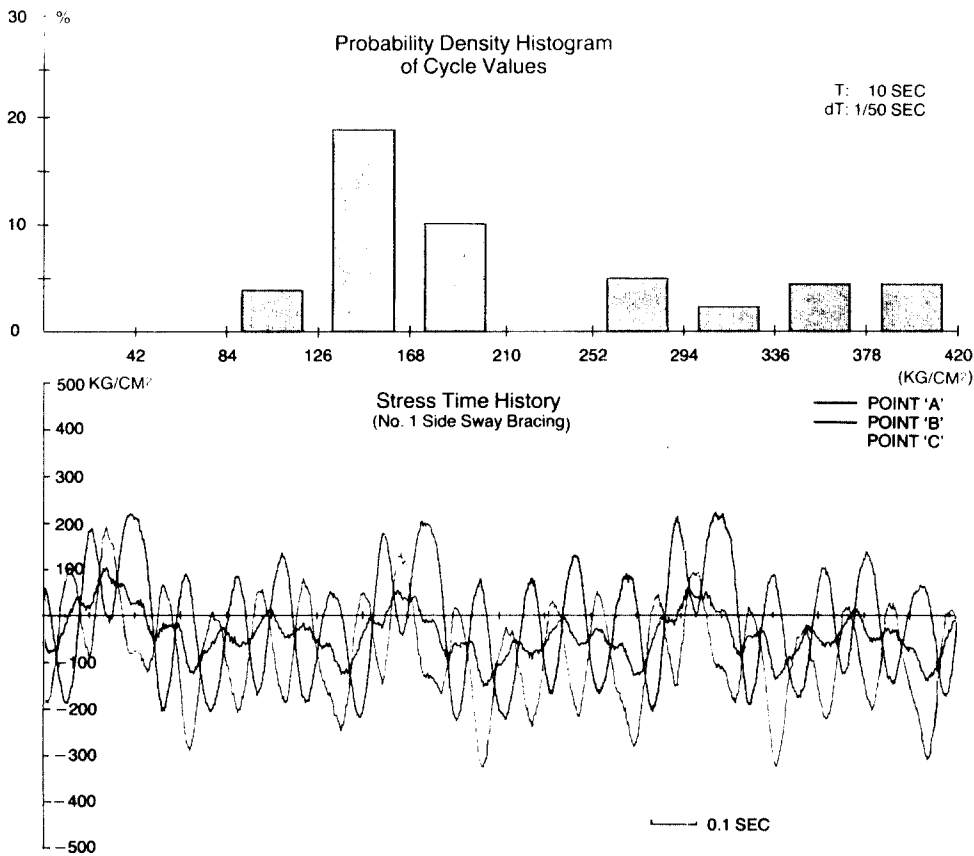 30 %
Probability Density Histogram
of Cycle Values
T: 10 SEC
dT: 1/50 SEC
20
10
0
42 84 126 168 210 252 294 336 378 420
(KG/CM²)
500 KG/CM²
Stress Time History
(No. 1 Side Sway Bracing)
POINT 'A'
POINT 'B'
POINT 'C'
400
300
200
100
-100
-200
-300
-400
-500
0.1 SEC